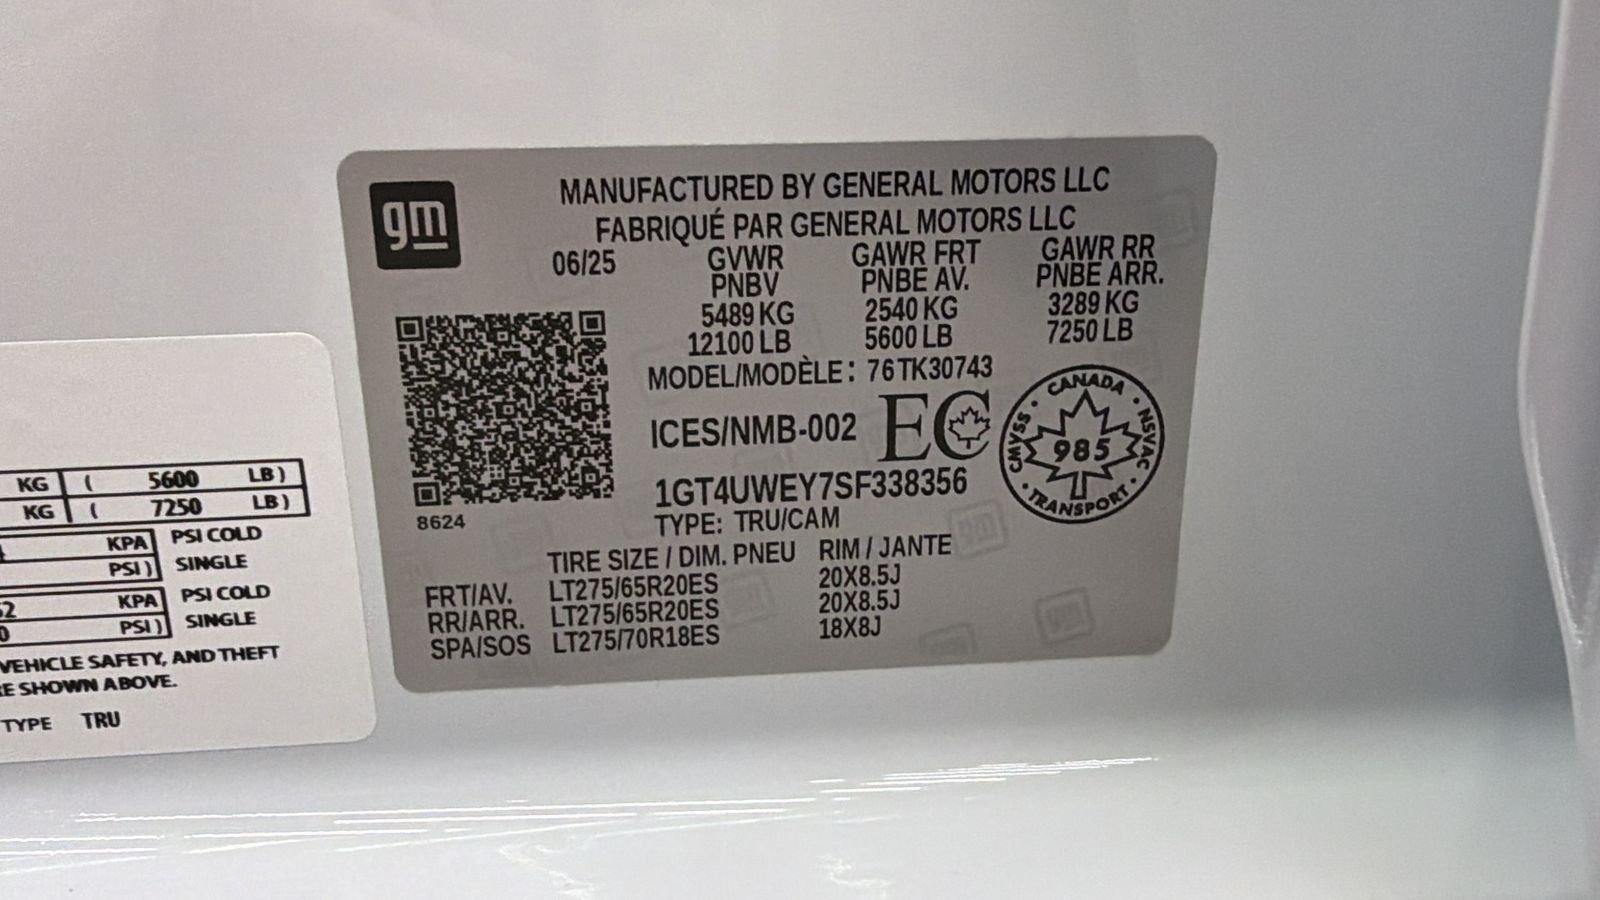 gm
MANUFACTURED BY GENERAL MOTORS LLC
FABRIQUÉ PAR GENERAL MOTORS LLC
06/25
GVWR GAWR FRT GAWR RR
PNBV PNBE AV. PNBE ARR.
5489 KG 2540 KG 3289 KG
12100 LB 5600 LB 7250 LB
MODEL/MODÈLE: 76TK30743
ICES/NMB-002 EC
CANADA
CMVSS 985 NSVAC
TRANSPORT
1GT4UWEY7SF338356
8624
TYPE: TRU/CAM
TIRE SIZE / DIM. PNEU RIM / JANTE
FRT/AV. LT275/65R20ES 20X8.5J
RR/ARR. LT275/65R20ES 20X8.5J
SPA/SOS LT275/70R18ES 18X8J
KG ( 5600 LB)
KG ( 7250 LB)
KPA PSI COLD
PSI) SINGLE
KPA PSI COLD
PSI) SINGLE
VEHICLE SAFETY, AND THEFT
SHOWN ABOVE.
TYPE TRU